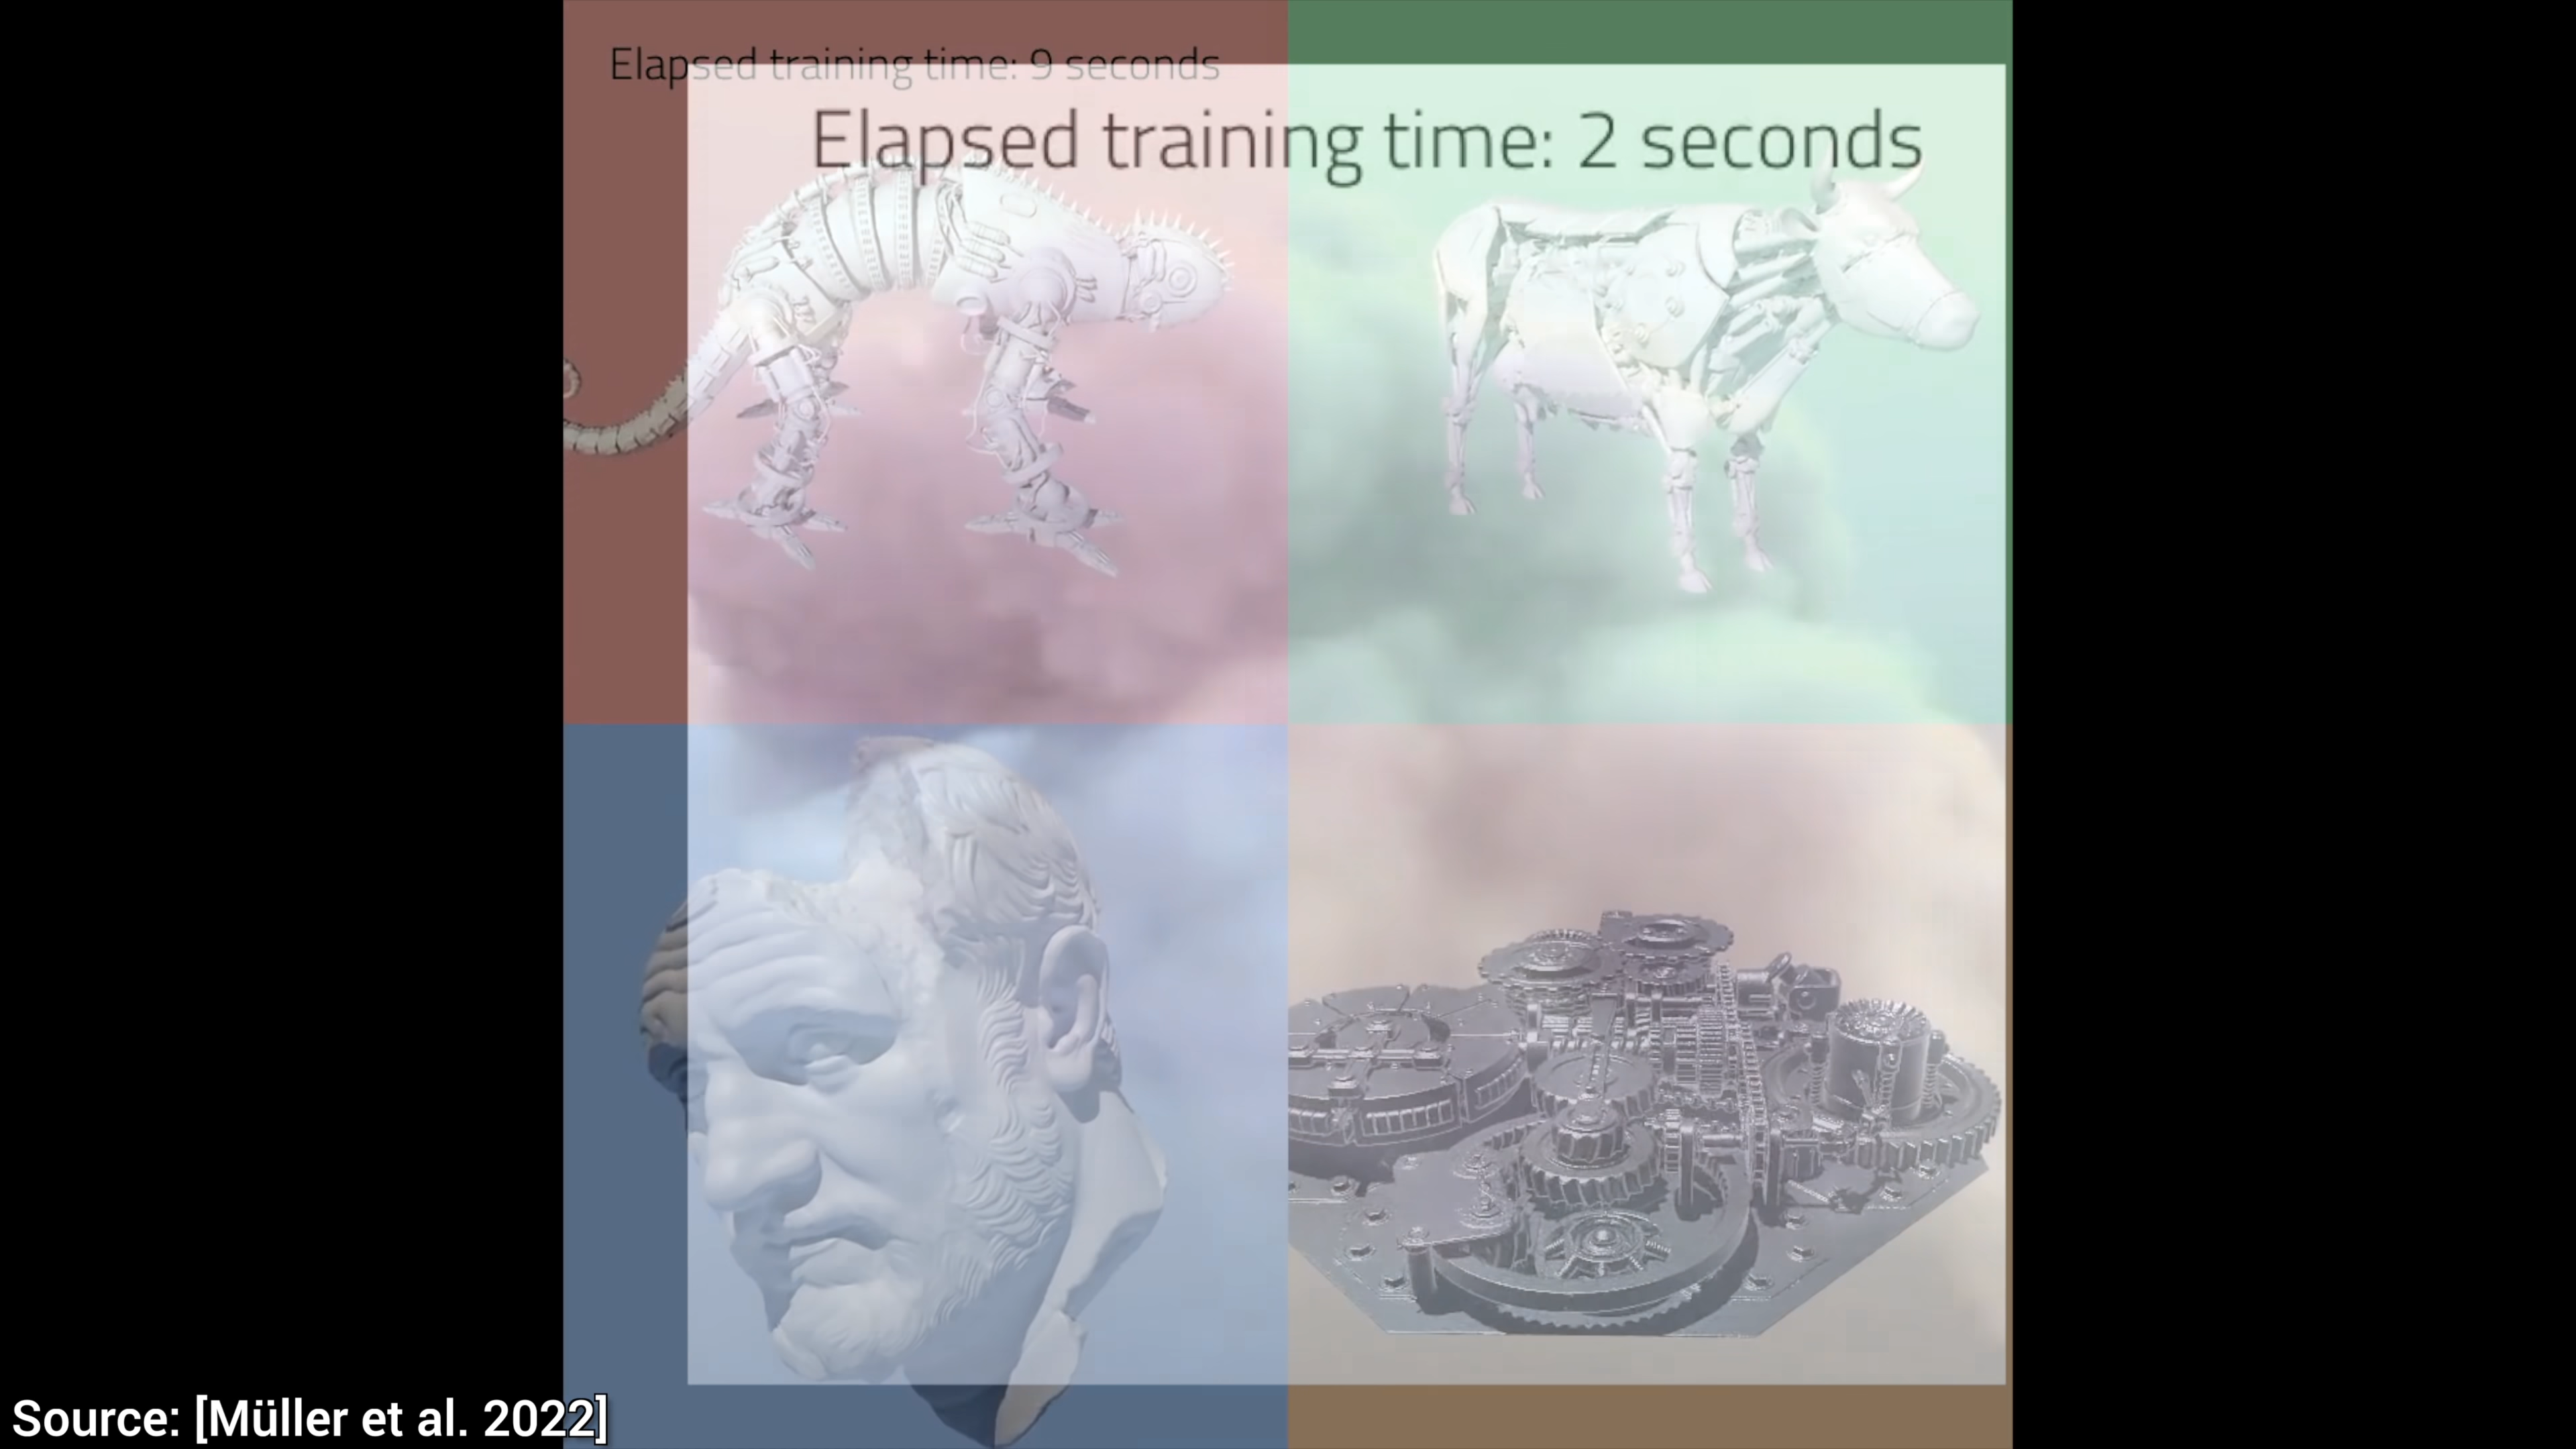 Elapsed training time: 9 seconds
Elapsed training time: 2 seconds
Source: [Müller et al. 2022]